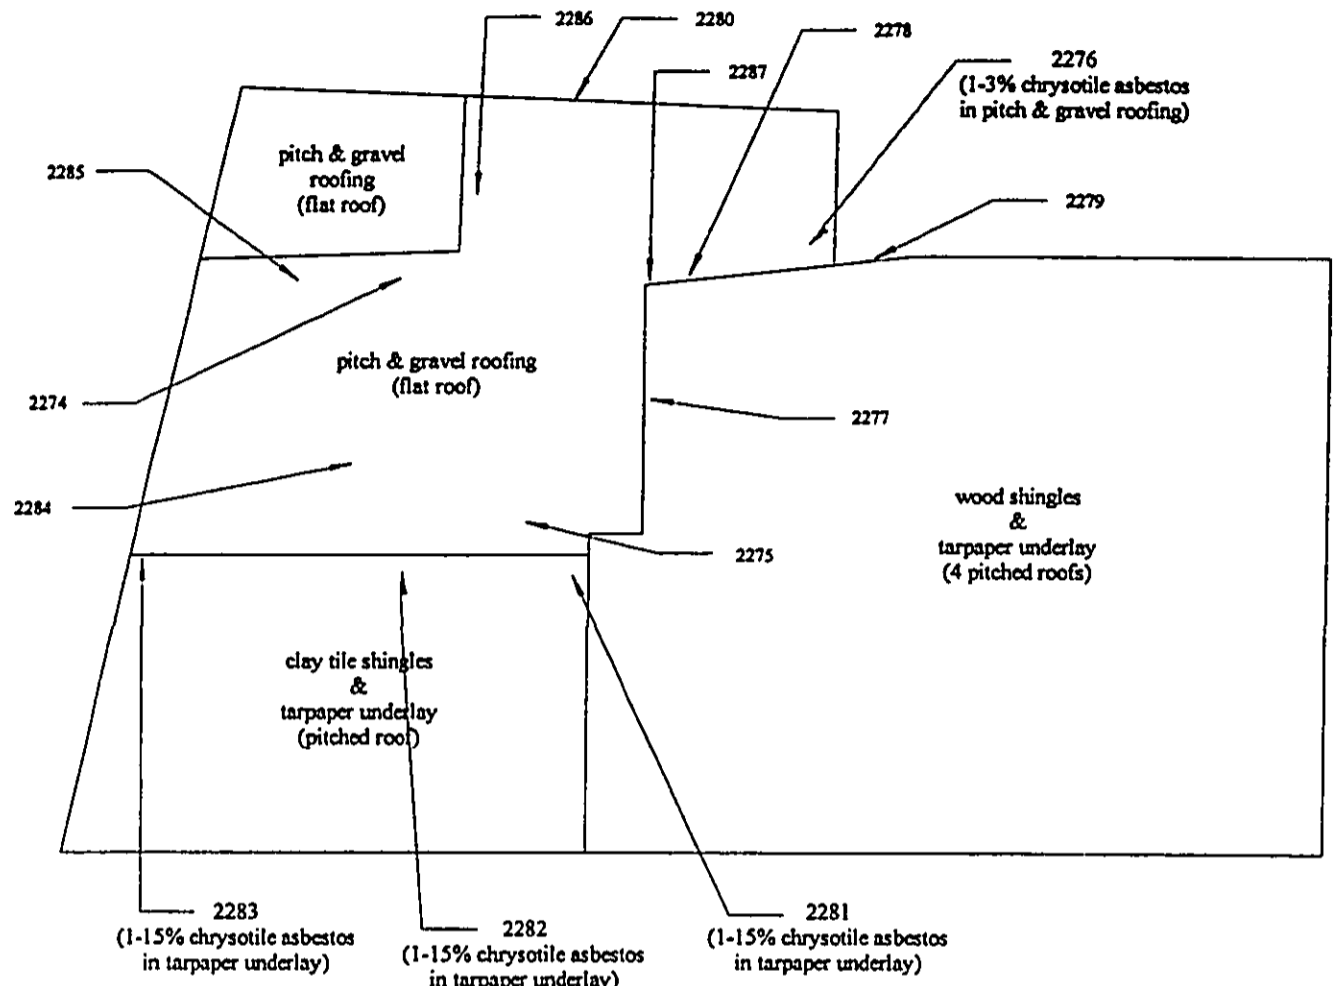 2286
2280
2278
2287
2276
(1-3% chrysotile asbestos
in pitch & gravel roofing)
pitch & gravel
roofing
(flat roof)
2285
2279
pitch & gravel roofing
(flat roof)
2274
2277
2284
wood shingles
&
tarpaper underlay
(4 pitched roofs)
2275
clay tile shingles
&
tarpaper underlay
(pitched roof)
2283
(1-15% chrysotile asbestos
in tarpaper underlay)
2282
(1-15% chrysotile asbestos
in tarpaper underlay)
2281
(1-15% chrysotile asbestos
in tarpaper underlay)